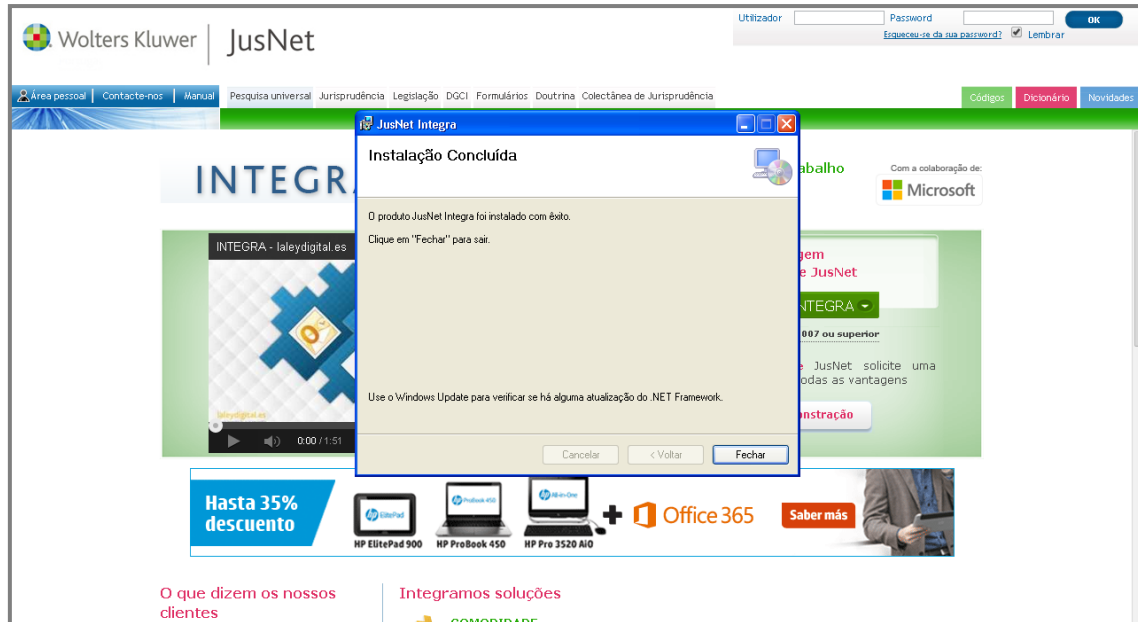 Wolters Kluwer
JusNet
Utilizador
Password
OK
Esqueceu-se da sua password?
Lembrar
Área pessoal
Contacte-nos
Manual
Pesquisa universal
Jurisprudência
Legislação
DGCI
Formulários
Doutrina
Colectânea de Jurisprudência
Códigos
Dicionário
Novidades
JusNet Integra
Instalação Concluída
INTEGR
abalho
Com a colaboração de:
Microsoft
O produto JusNet Integra foi instalado com êxito.
Clique em "Fechar" para sair.
INTEGRA - laleydigital.es
gem
e JusNet
NTEGRA
007 ou superior
JusNet solicite uma
odas as vantagens
Use o Windows Update para verificar se há alguma atualização do .NET Framework.
nstração
laleydigital.es
0:00 / 1:51
Cancelar
< Voltar
Fechar
Hasta 35%
descuento
HP ElitePad 900
HP ProBook 450
HP Pro 3520 AiO
+
Office 365
Saber más
O que dizem os nossos
clientes
Integramos soluções
COMODIDADE